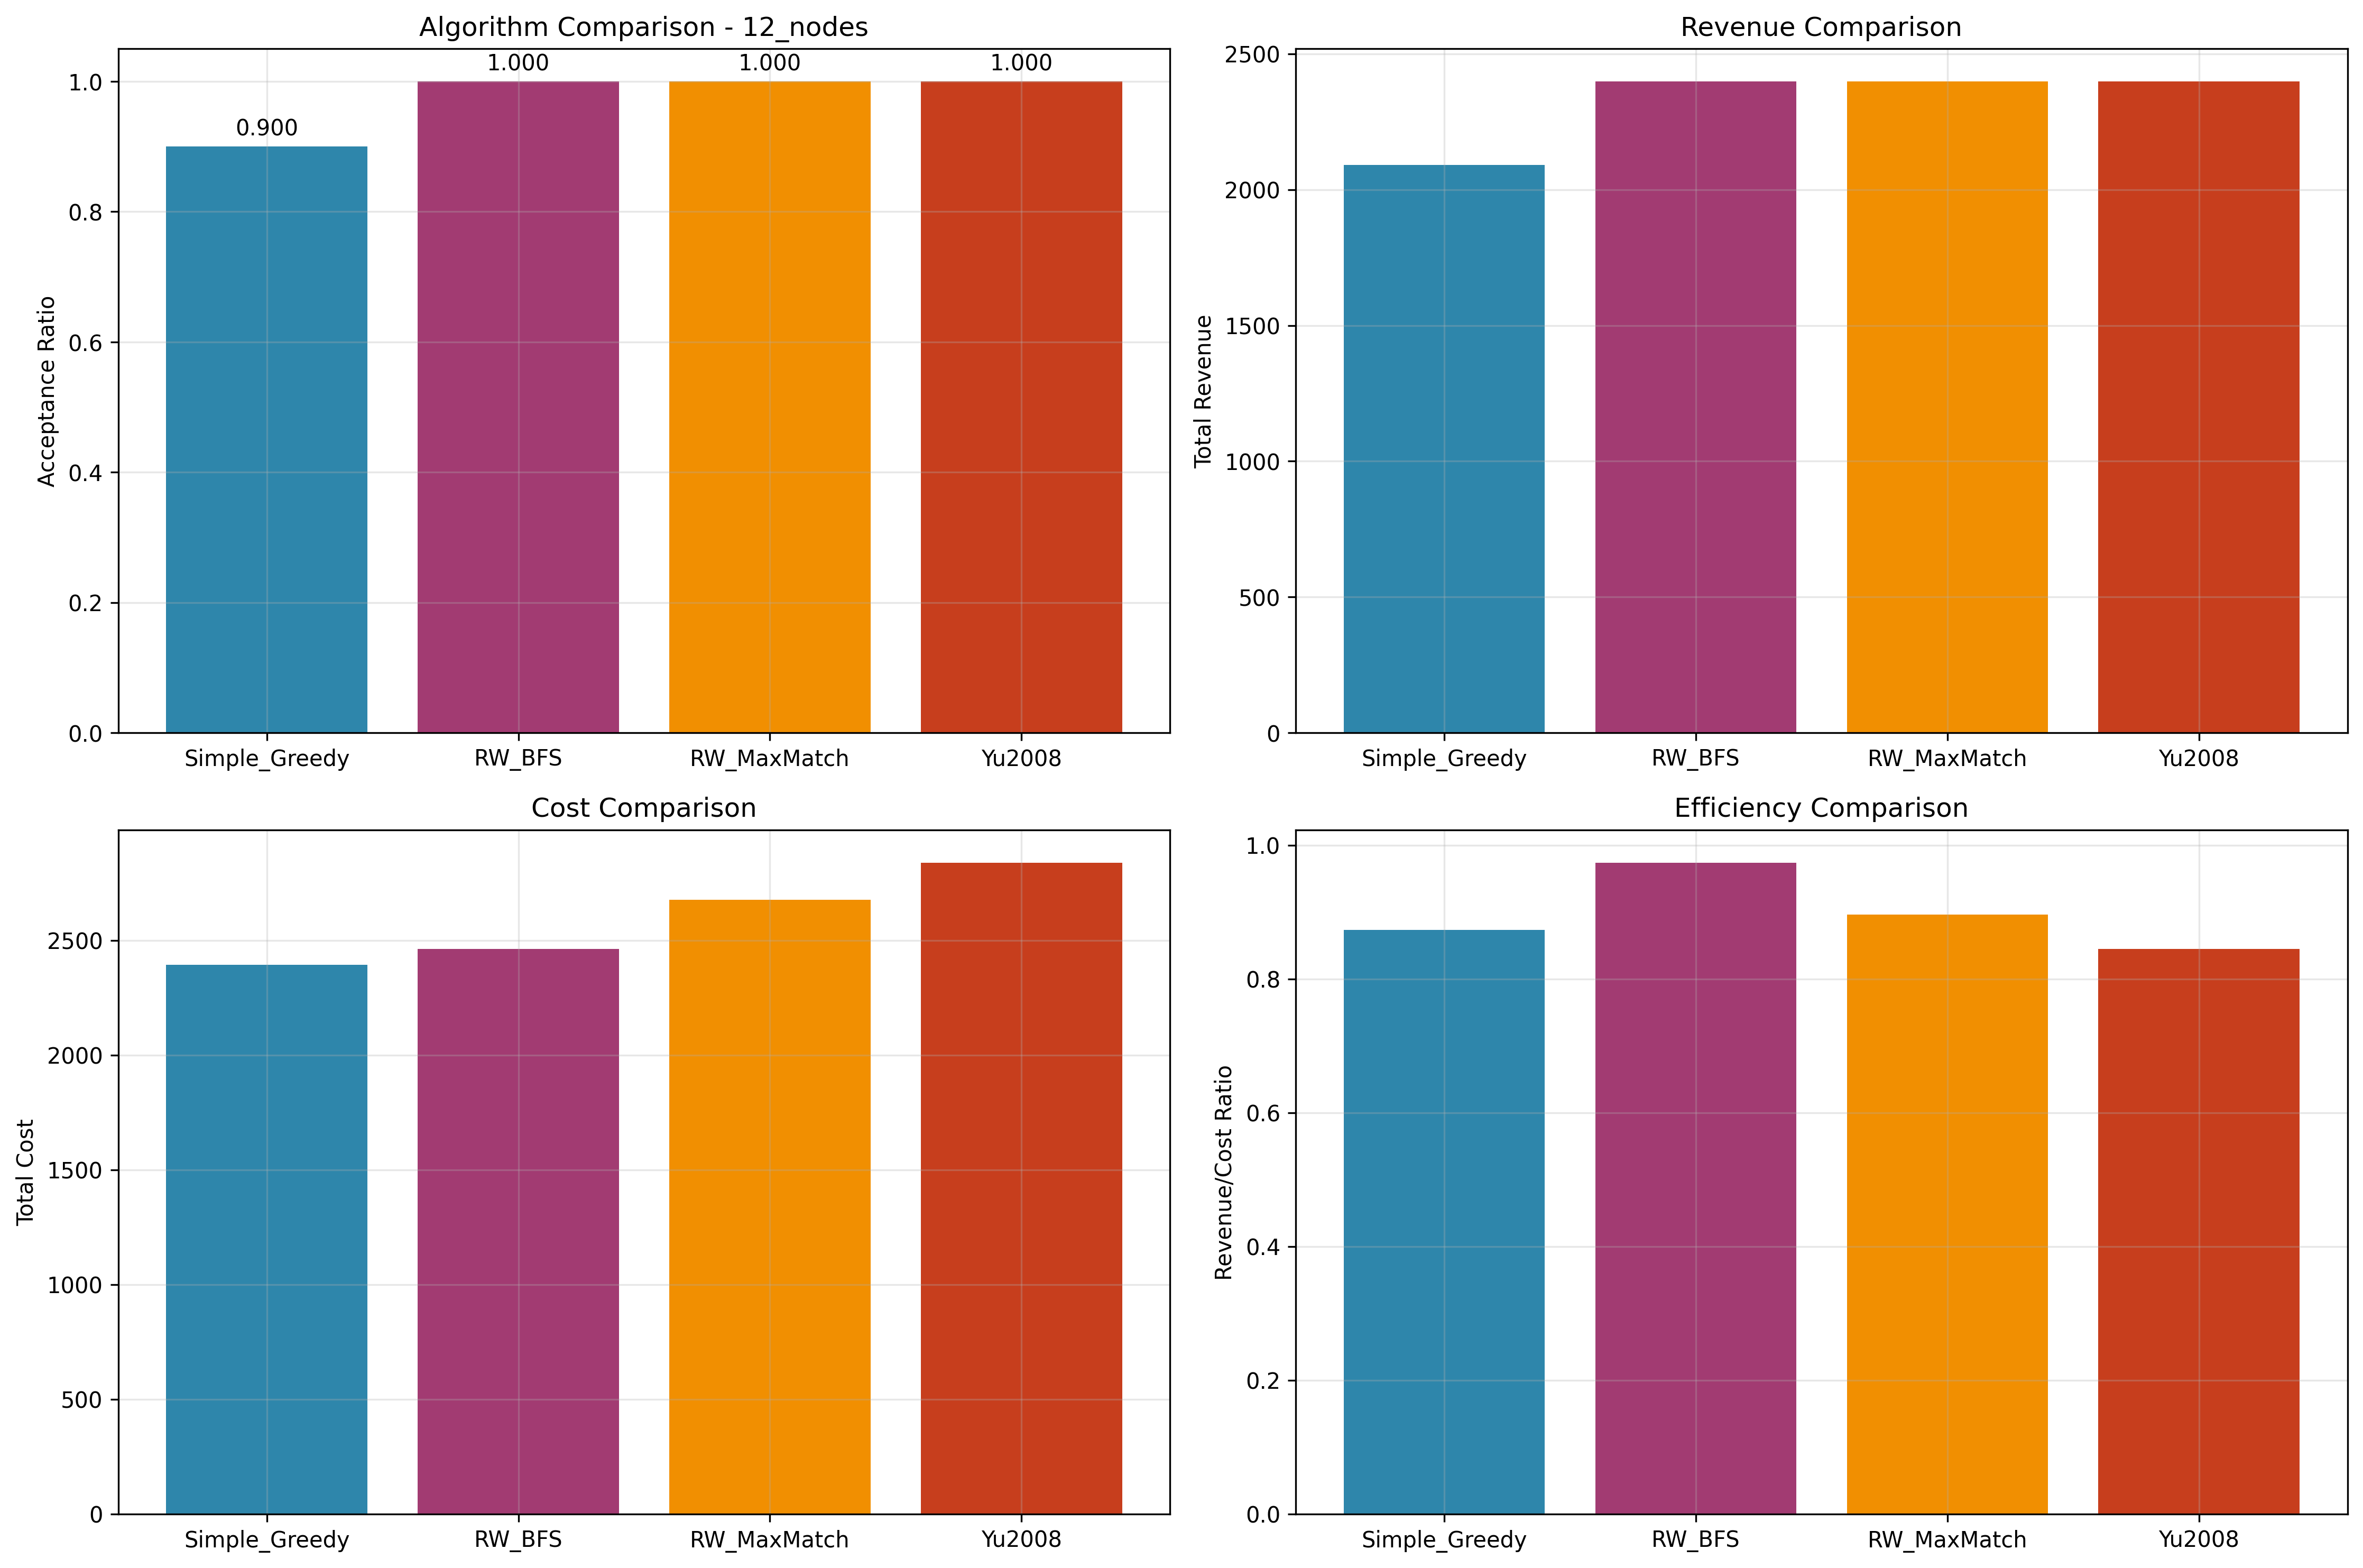 Algorithm Comparison - 12_nodes
Acceptance Ratio
1.0
0.8
0.6
0.4
0.2
0.0
0.900
1.000
1.000
1.000
Simple_Greedy
RW_BFS
RW_MaxMatch
Yu2008
Revenue Comparison
Total Revenue
2500
2000
1500
1000
500
0
Simple_Greedy
RW_BFS
RW_MaxMatch
Yu2008
Cost Comparison
Total Cost
2500
2000
1500
1000
500
0
Simple_Greedy
RW_BFS
RW_MaxMatch
Yu2008
Efficiency Comparison
Revenue/Cost Ratio
1.0
0.8
0.6
0.4
0.2
0.0
Simple_Greedy
RW_BFS
RW_MaxMatch
Yu2008